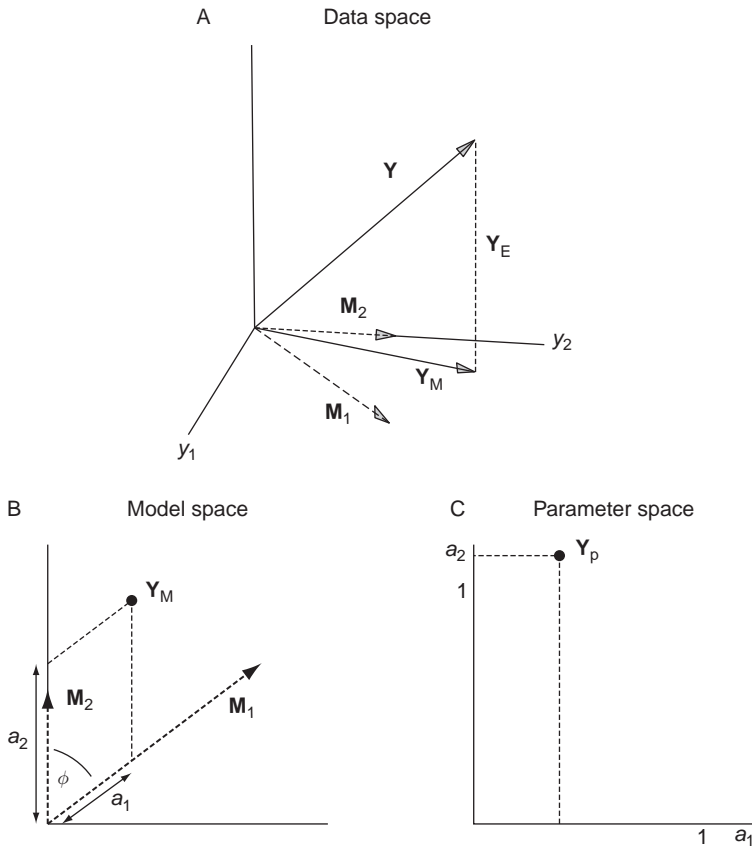 A Data space
Y
Y_E
M_2
y_2
Y_M
M_1
y_1
B Model space
Y_M
M_2
M_1
a_2
ϕ
a_1
C Parameter space
a_2
Y_p
1
1 a_1